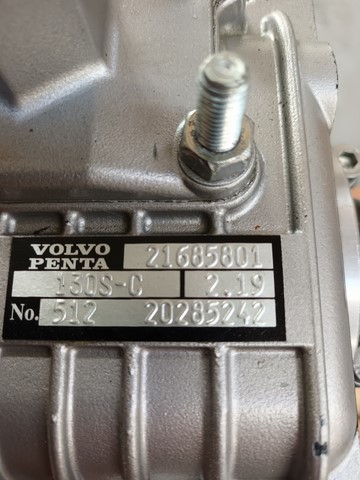 VOLVO PENTA 21685801
130S-C 2.19
No. 512 20285242